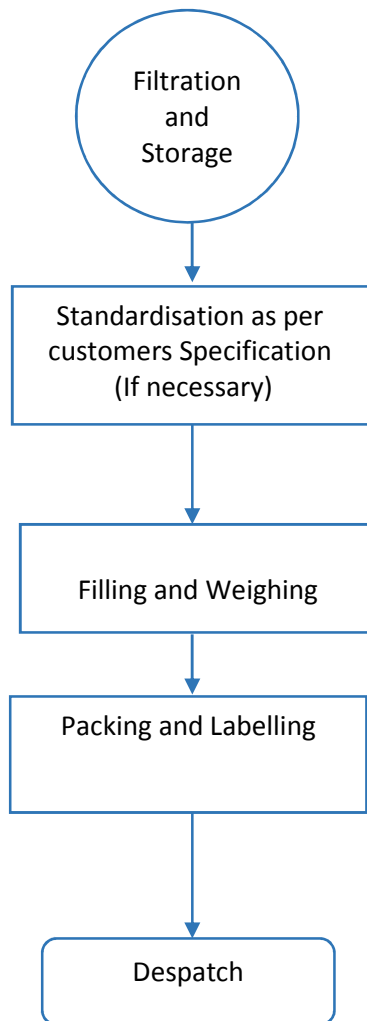 Filtration
and
Storage
Standardisation as per
customers Specification
(If necessary)
Filling and Weighing
Packing and Labelling
Despatch